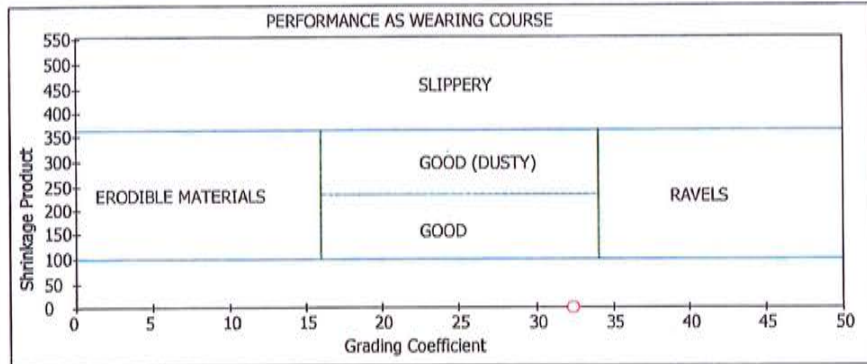 PERFORMANCE AS WEARING COURSE
550
500
450
400
350
300
250
200
150
100
50
0
Shrinkage Product
SLIPPERY
GOOD (DUSTY)
ERODIBLE MATERIALS
RAVELS
GOOD
0 5 10 15 20 25 30 35 40 45 50
Grading Coefficient